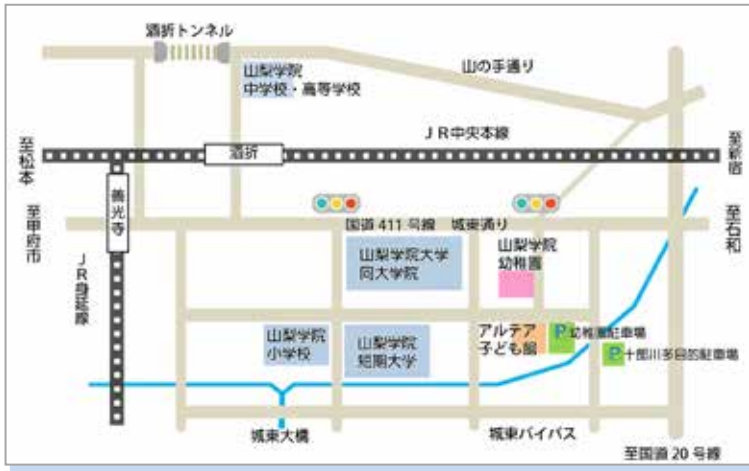 酒折トンネル
山梨学院
中学校・高等学校
山の手通り
JR中央本線
至松本
酒折
至新宿
善光寺
至甲府市
国道411号線 城東通り
至石和
山梨学院大学
同大学院
山梨学院
幼稚園
JR身延線
山梨学院
小学校
山梨学院
短期大学
アルテア
子ども館
P 幼稚園駐車場
P 十郎川多目的駐車場
城東大橋
城東バイパス
至国道20号線